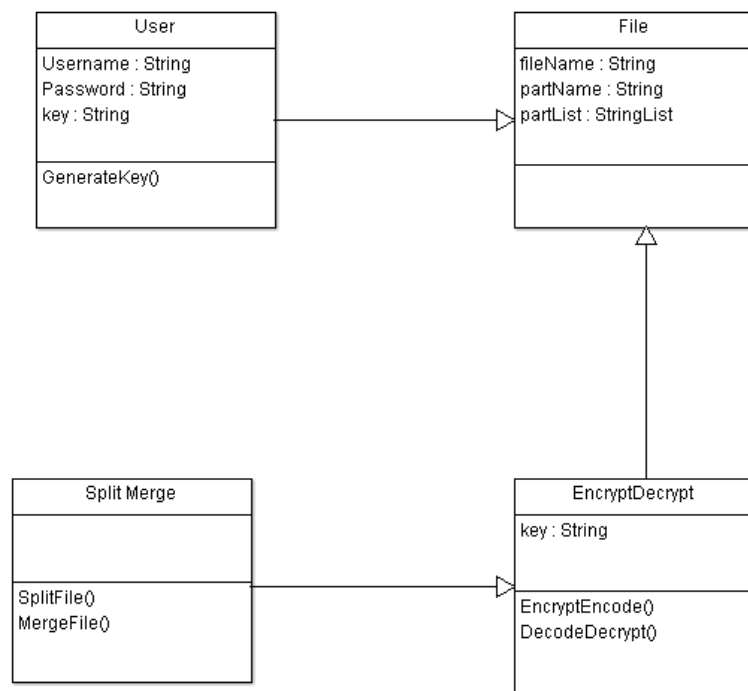 User
Username : String
Password : String
key : String
GenerateKey()
File
fileName : String
partName : String
partList : StringList
Split Merge
SplitFile()
MergeFile()
EncryptDecrypt
key : String
EncryptEncode()
DecodeDecrypt()